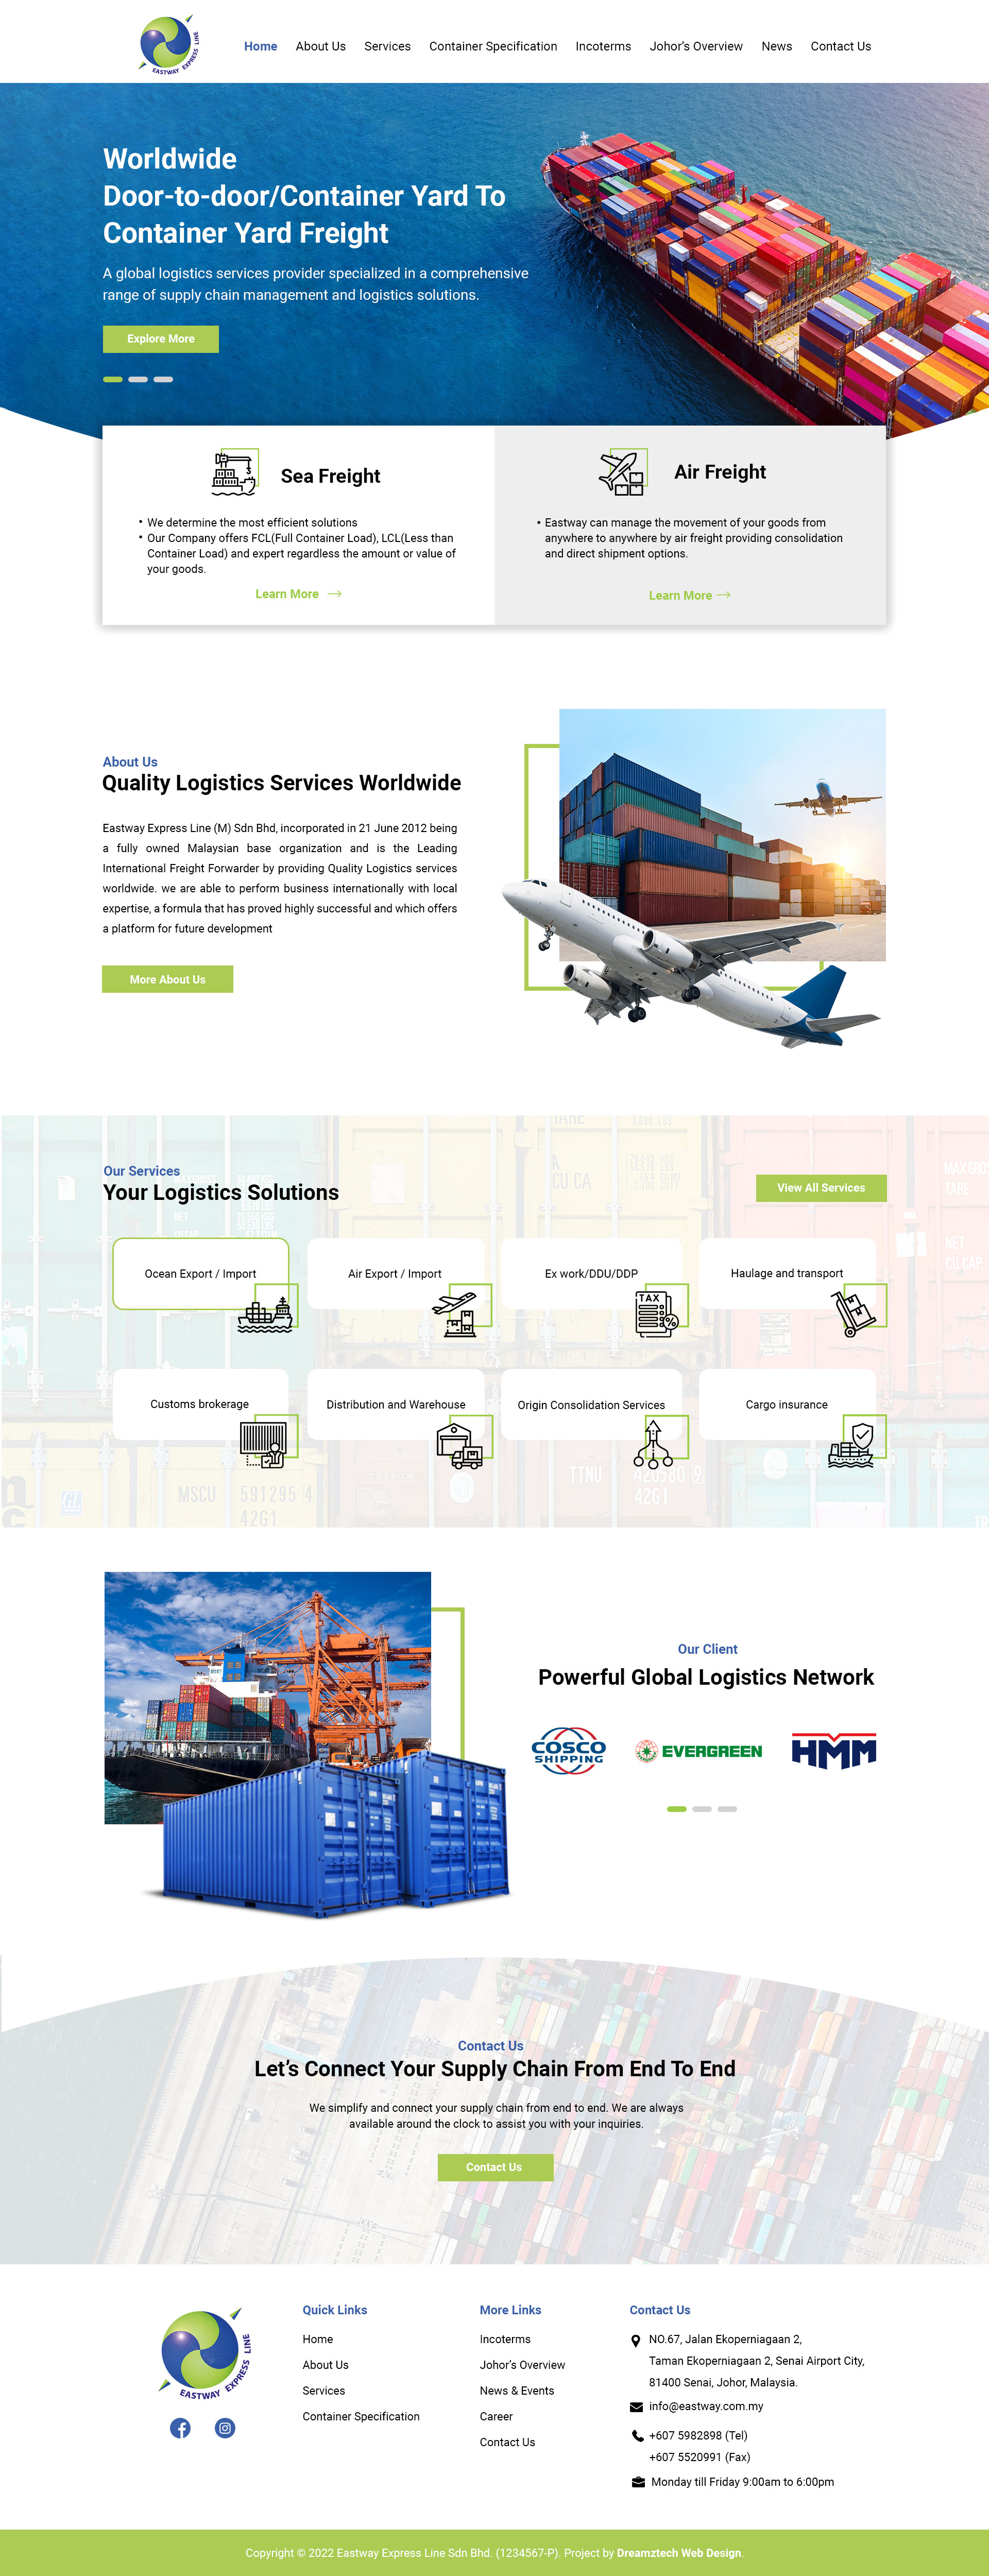 EASTWAY EXPRESS LINE
Home About Us Services Container Specification Incoterms Johor's Overview News Contact Us
Worldwide
Door-to-door/Container Yard To
Container Yard Freight
A global logistics services provider specialized in a comprehensive
range of supply chain management and logistics solutions.
Explore More
Sea Freight
• We determine the most efficient solutions
• Our Company offers FCL(Full Container Load), LCL(Less than
Container Load) and expert regardless the amount or value of
your goods.
Learn More
Air Freight
• Eastway can manage the movement of your goods from
anywhere to anywhere by air freight providing consolidation
and direct shipment options.
Learn More
About Us
Quality Logistics Services Worldwide
Eastway Express Line (M) Sdn Bhd, incorporated in 21 June 2012 being
a fully owned Malaysian base organization and is the Leading
International Freight Forwarder by providing Quality Logistics services
worldwide. we are able to perform business internationally with local
expertise, a formula that has proved highly successful and which offers
a platform for future development
More About Us
Our Services
Your Logistics Solutions
View All Services
Ocean Export / Import
Air Export / Import
Ex work/DDU/DDP
TAX
Haulage and transport
Customs brokerage
Distribution and Warehouse
Origin Consolidation Services
Cargo insurance
MSCU 591295 4
42G1
TTNU 420580 9
42G1
Our Client
Powerful Global Logistics Network
COSCO
SHIPPING
EVERGREEN
HMM
Contact Us
Let's Connect Your Supply Chain From End To End
We simplify and connect your supply chain from end to end. We are always
available around the clock to assist you with your inquiries.
Contact Us
EASTWAY EXPRESS LINE
Quick Links
Home
About Us
Services
Container Specification
More Links
Incoterms
Johor's Overview
News & Events
Career
Contact Us
Contact Us
NO.67, Jalan Ekoperniagaan 2,
Taman Ekoperniagaan 2, Senai Airport City,
81400 Senai, Johor, Malaysia.
info@eastway.com.my
+607 5982898 (Tel)
+607 5520991 (Fax)
Monday till Friday 9:00am to 6:00pm
Copyright © 2022 Eastway Express Line Sdn Bhd. (1234567-P). Project by Dreamztech Web Design.